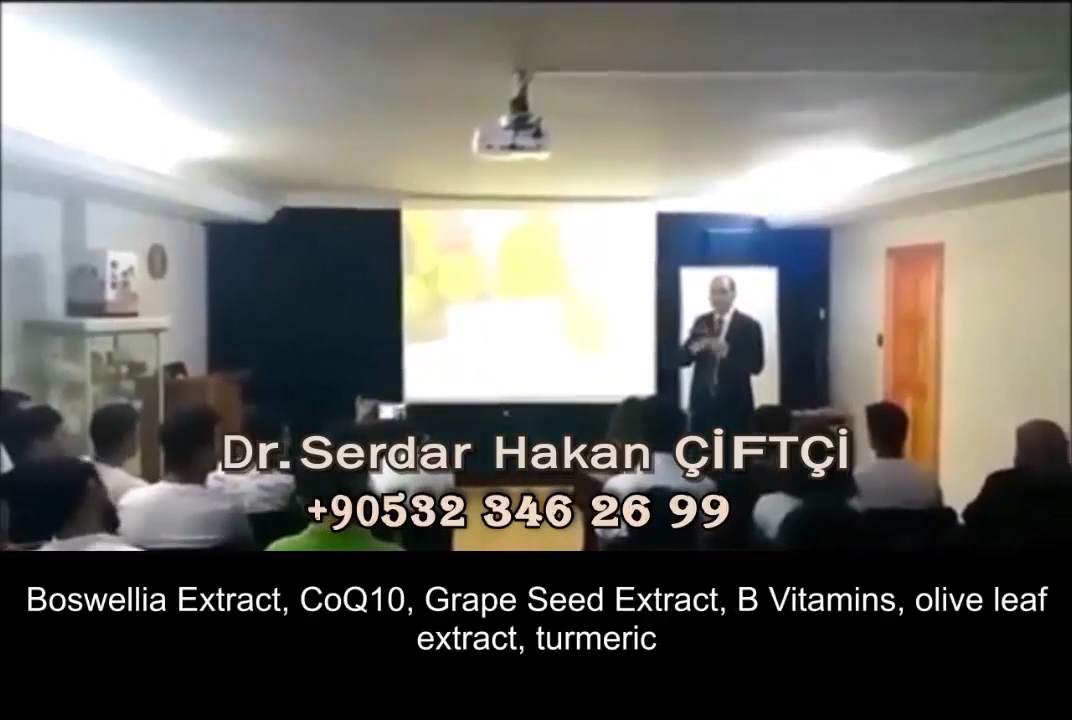 Dr. Serdar Hakan ÇİFTÇİ
+90532 346 26 99
Boswellia Extract, CoQ10, Grape Seed Extract, B Vitamins, olive leaf
extract, turmeric